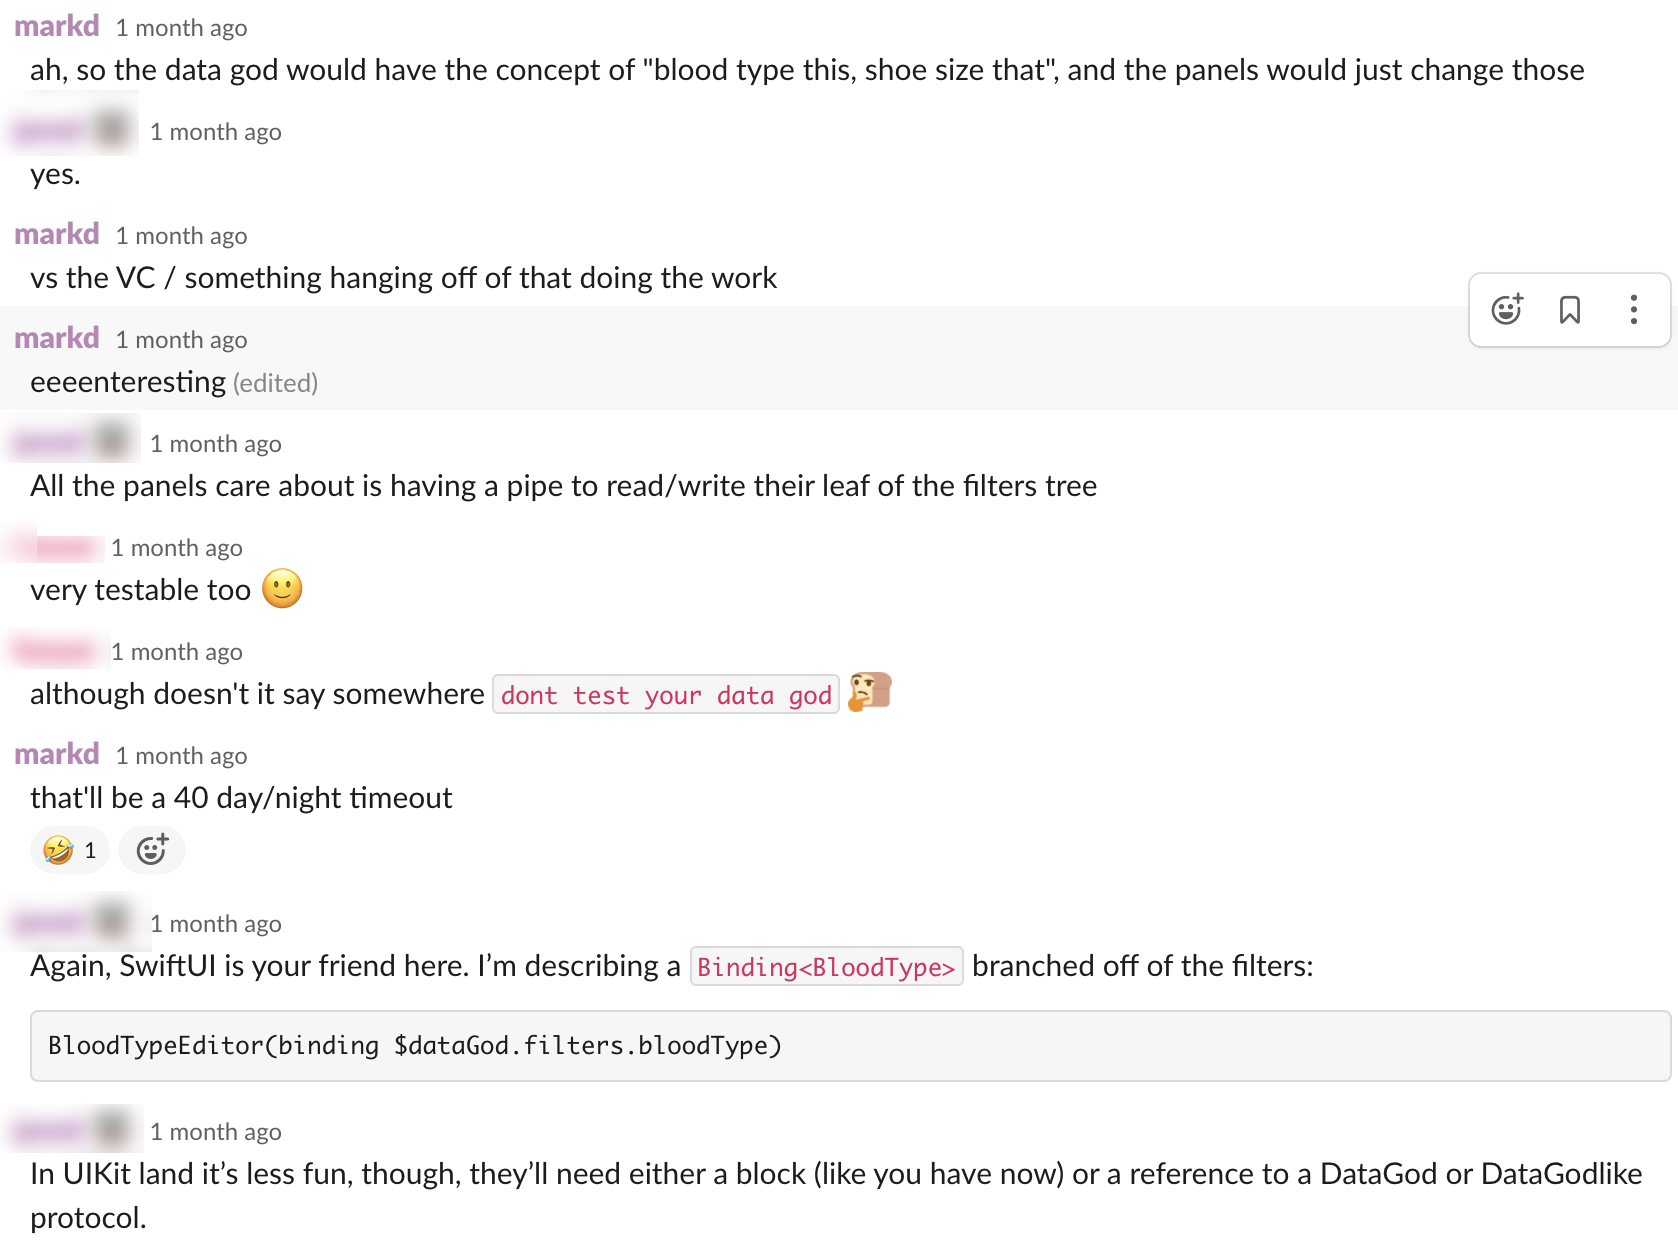 markd 1 month ago
ah, so the data god would have the concept of "blood type this, shoe size that", and the panels would just change those
1 month ago
yes.
markd 1 month ago
vs the VC / something hanging off of that doing the work
markd 1 month ago
eeeenteresting (edited)
1 month ago
All the panels care about is having a pipe to read/write their leaf of the filters tree
1 month ago
very testable too
1 month ago
although doesn't it say somewhere dont test your data god
markd 1 month ago
that'll be a 40 day/night timeout
1
1 month ago
Again, SwiftUI is your friend here. I’m describing a Binding<BloodType> branched off of the filters:
BloodTypeEditor(binding $dataGod.filters.bloodType)
1 month ago
In UIKit land it’s less fun, though, they’ll need either a block (like you have now) or a reference to a DataGod or DataGodlike
protocol.